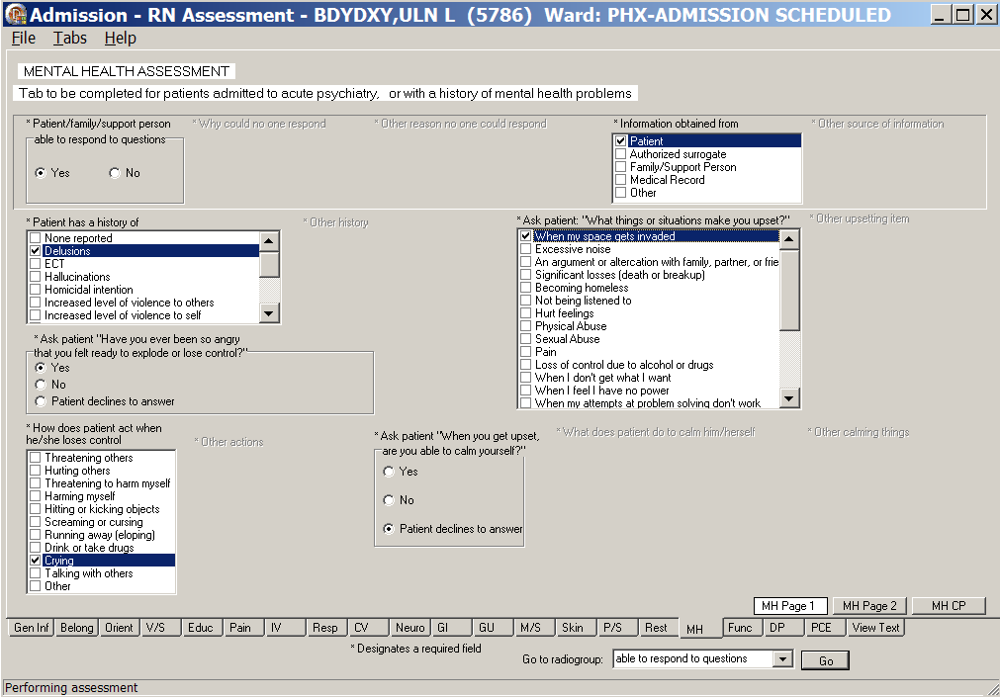 Admission - RN Assessment - BDYDXY,ULN L (5786) Ward: PHX-ADMISSION SCHEDULED
File Tabs Help
MENTAL HEALTH ASSESSMENT
Tab to be completed for patients admitted to acute psychiatry, or with a history of mental health problems
* Patient/family/support person
able to respond to questions
Yes No
* Why could no one respond
* Other reason no one could respond
* Information obtained from
Patient
Authorized surrogate
Family/Support Person
Medical Record
Other
* Other source of information
* Patient has a history of
None reported
Delusions
ECT
Hallucinations
Homicidal intention
Increased level of violence to others
Increased level of violence to self
* Other history
* Ask patient: "What things or situations make you upset?"
When my space gets invaded
Excessive noise
An argument or altercation with family, partner, or frie
Significant losses (death or breakup)
Becoming homeless
Not being listened to
Hurt feelings
Physical Abuse
Sexual Abuse
Pain
Loss of control due to alcohol or drugs
When I don't get what I want
When I feel I have no power
When my attempts at problem solving don't work
* Other upsetting item
* Ask patient "Have you ever been so angry
that you felt ready to explode or lose control?"
Yes
No
Patient declines to answer
* How does patient act when
he/she loses control
Threatening others
Hurting others
Threatening to harm myself
Harming myself
Hitting or kicking objects
Screaming or cursing
Running away (eloping)
Drink or take drugs
Crying
Talking with others
Other
* Other actions
* Ask patient "When you get upset,
are you able to calm yourself?"
Yes
No
Patient declines to answer
* What does patient do to calm him/herself
* Other calming things
MH Page 1 MH Page 2 MH CP
Gen Inf Belong Orient V/S Educ Pain IV Resp CV Neuro GI GU M/S Skin P/S Rest MH Func DP PCE View Text
* Designates a required field
Go to radiogroup: able to respond to questions Go
Performing assessment